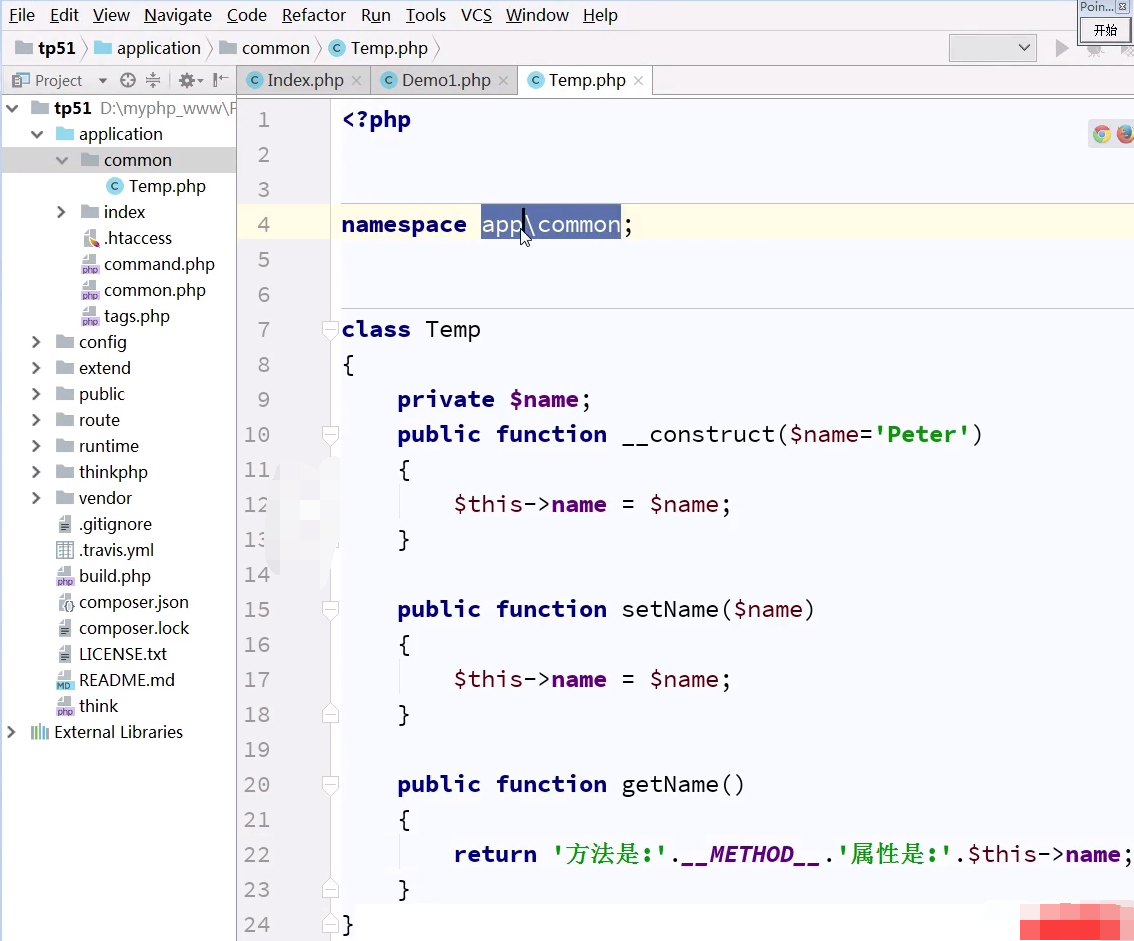 File Edit View Navigate Code Refactor Run Tools VCS Window Help
Poin...
开始
tp51 application common Temp.php
Project
Index.php Demo1.php Temp.php
tp51 D:\myphp_www\
application
common
Temp.php
index
.htaccess
command.php
common.php
tags.php
config
extend
public
route
runtime
thinkphp
vendor
.gitignore
.travis.yml
build.php
composer.json
composer.lock
LICENSE.txt
README.md
think
External Libraries
1 <?php
2
3
4 namespace app\common;
5
6
7 class Temp
8 {
9 private $name;
10 public function __construct($name='Peter')
11 {
12 $this->name = $name;
13 }
14
15 public function setName($name)
16 {
17 $this->name = $name;
18 }
19
20 public function getName()
21 {
22 return '方法是:'.__METHOD__.'属性是:'.$this->name;
23 }
24 }